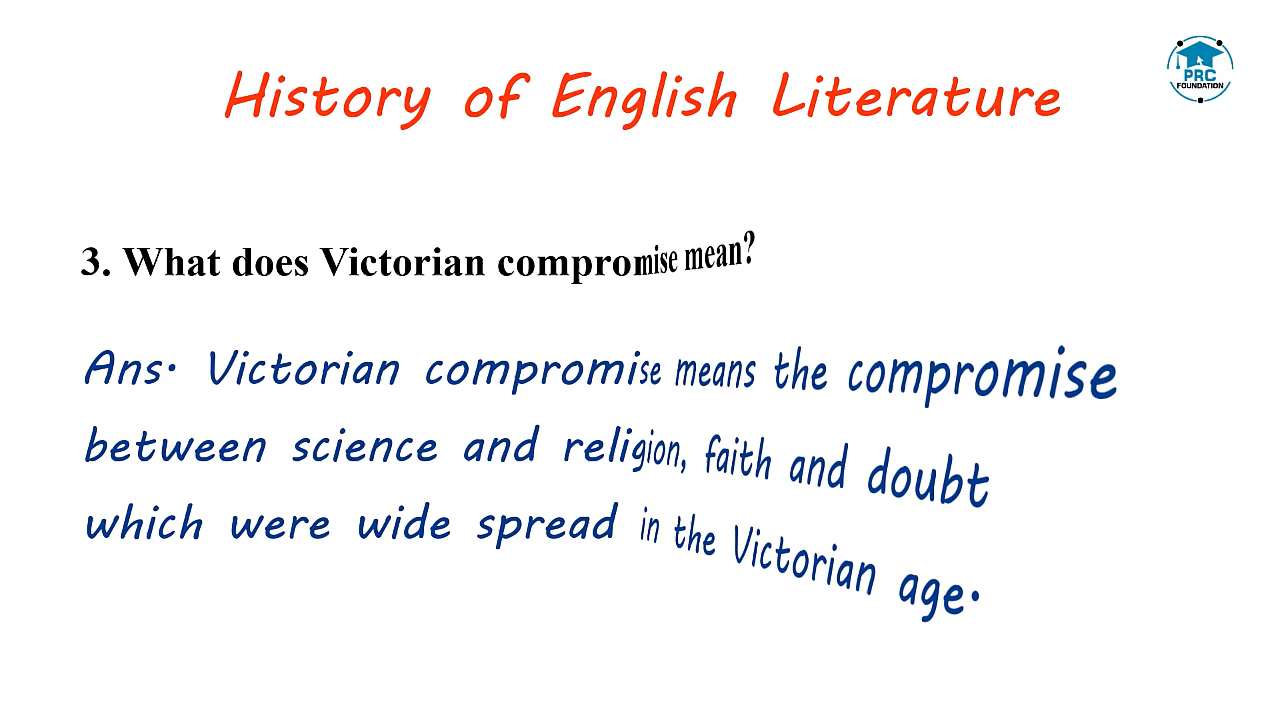 PRC
FOUNDATION
History of English Literature
3. What does Victorian compromise mean?
Ans. Victorian compromise means the compromise
between science and religion, faith and doubt
which were wide spread in the Victorian age.